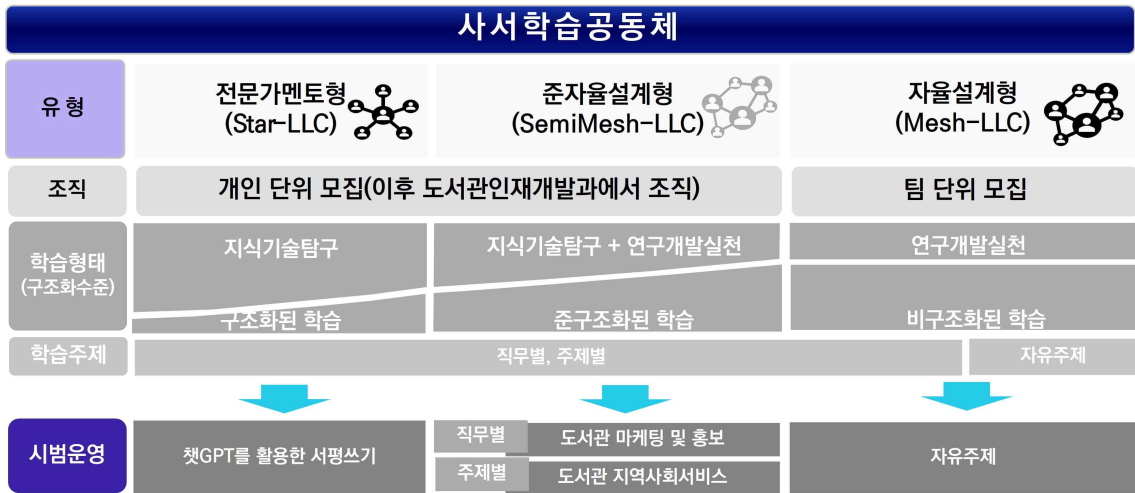 사서학습공동체
유 형
전문가멘토형
(Star-LLC)
준자율설계형
(SemiMesh-LLC)
자율설계형
(Mesh-LLC)
조직
개인 단위 모집(이후 도서관인재개발과에서 조직)
팀 단위 모집
학습형태
(구조화수준)
지식기술탐구
지식기술탐구 + 연구개발실천
연구개발실천
구조화된 학습
준구조화된 학습
비구조화된 학습
학습주제
직무별, 주제별
자유주제
시범운영
챗GPT를 활용한 서평쓰기
직무별
도서관 마케팅 및 홍보
주제별
도서관 지역사회서비스
자유주제